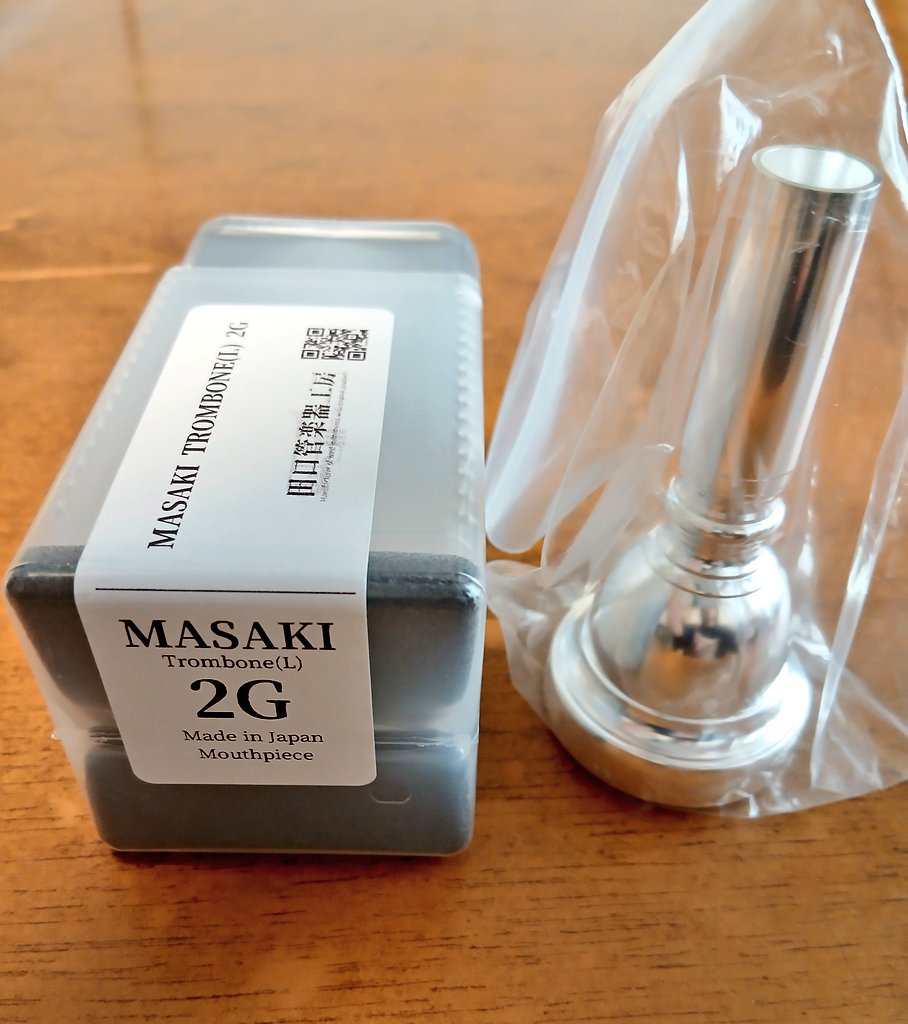 MASAKI TROMBONE(L) 2G
田口管楽器工房
MASAKI
Trombone(L)
2G
Made in Japan
Mouthpiece